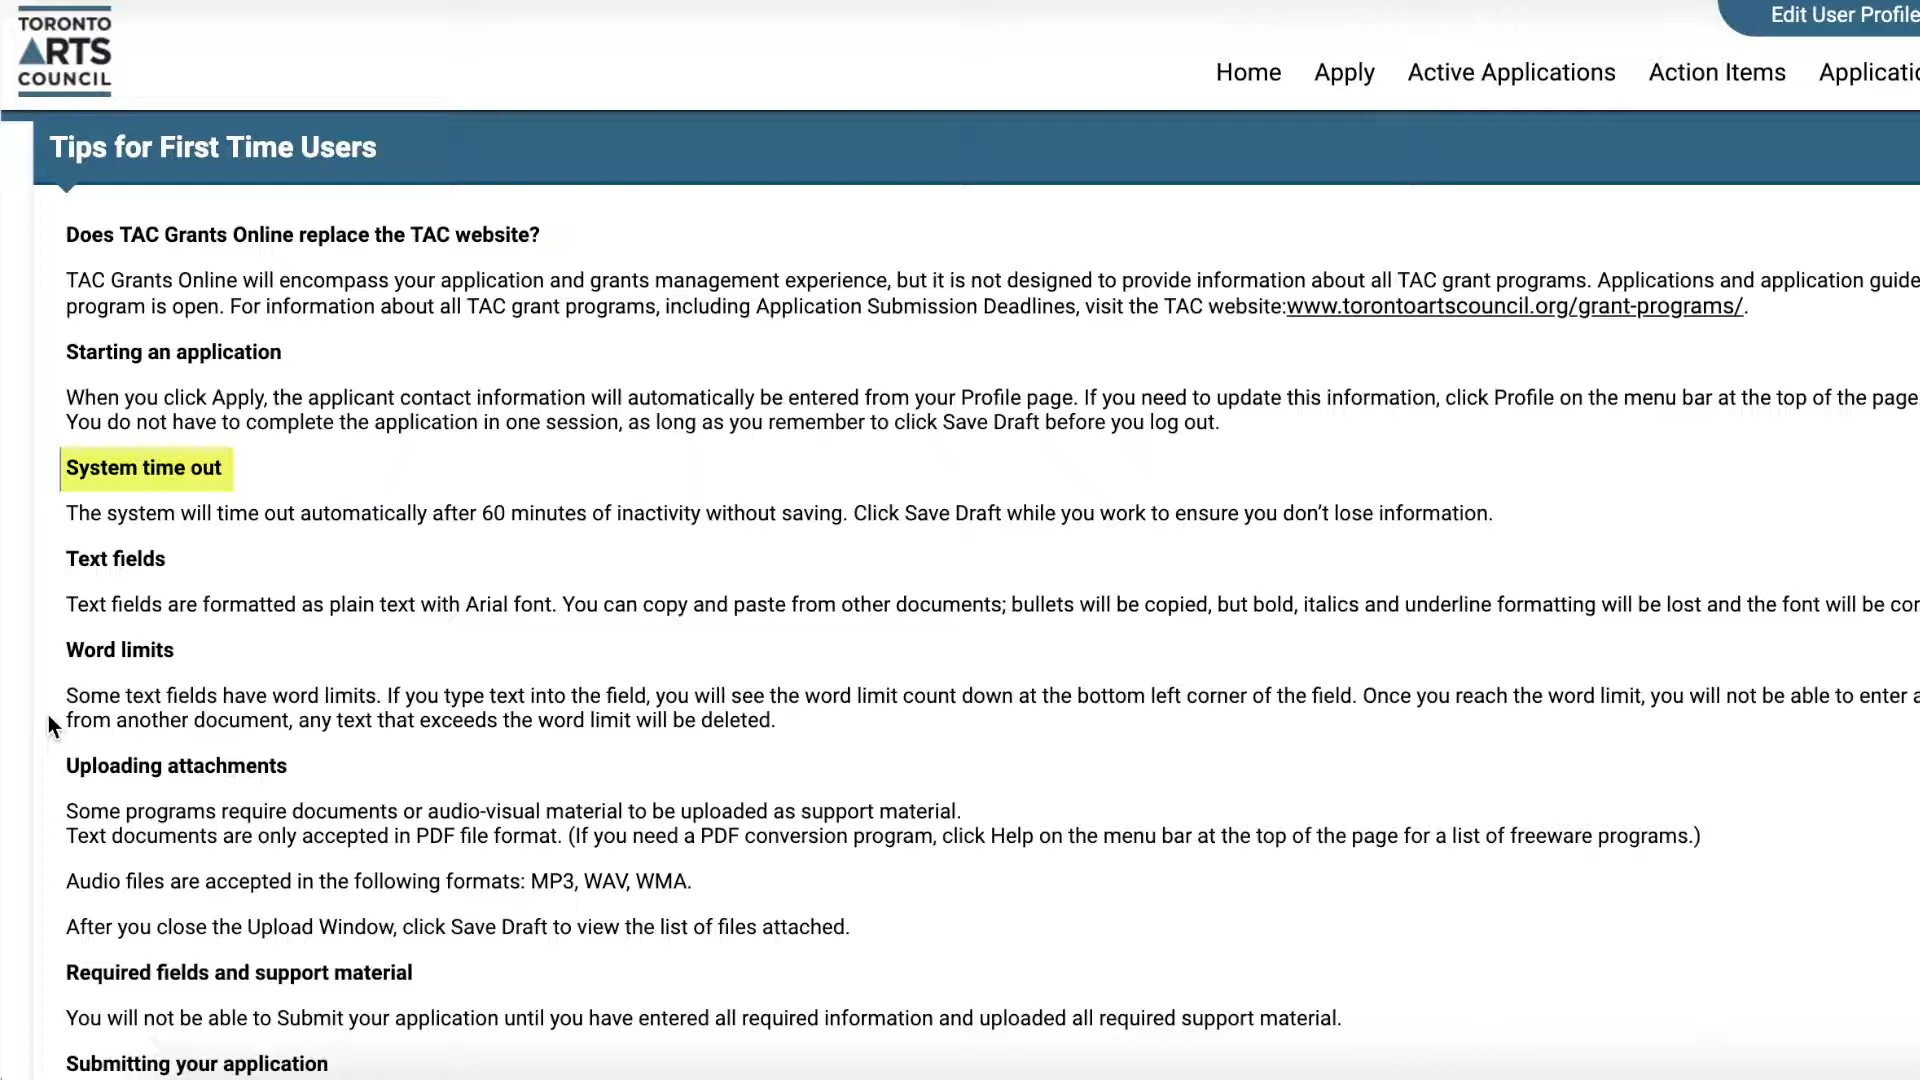 TORONTO
ARTS
COUNCIL
Edit User Profile
Home Apply Active Applications Action Items
Tips for First Time Users
Does TAC Grants Online replace the TAC website?
TAC Grants Online will encompass your application and grants management experience, but it is not designed to provide information about all TAC grant programs. Applications and application guide
program is open. For information about all TAC grant programs, including Application Submission Deadlines, visit the TAC website:www.torontoartscouncil.org/grant-programs/.
Starting an application
When you click Apply, the applicant contact information will automatically be entered from your Profile page. If you need to update this information, click Profile on the menu bar at the top of the page
You do not have to complete the application in one session, as long as you remember to click Save Draft before you log out.
System time out
The system will time out automatically after 60 minutes of inactivity without saving. Click Save Draft while you work to ensure you don’t lose information.
Text fields
Text fields are formatted as plain text with Arial font. You can copy and paste from other documents; bullets will be copied, but bold, italics and underline formatting will be lost and the font will be
Word limits
Some text fields have word limits. If you type text into the field, you will see the word limit count down at the bottom left corner of the field. Once you reach the word limit, you will not be able to enter
from another document, any text that exceeds the word limit will be deleted.
Uploading attachments
Some programs require documents or audio-visual material to be uploaded as support material.
Text documents are only accepted in PDF file format. (If you need a PDF conversion program, click Help on the menu bar at the top of the page for a list of freeware programs.)
Audio files are accepted in the following formats: MP3, WAV, WMA.
After you close the Upload Window, click Save Draft to view the list of files attached.
Required fields and support material
You will not be able to Submit your application until you have entered all required information and uploaded all required support material.
Submitting your application